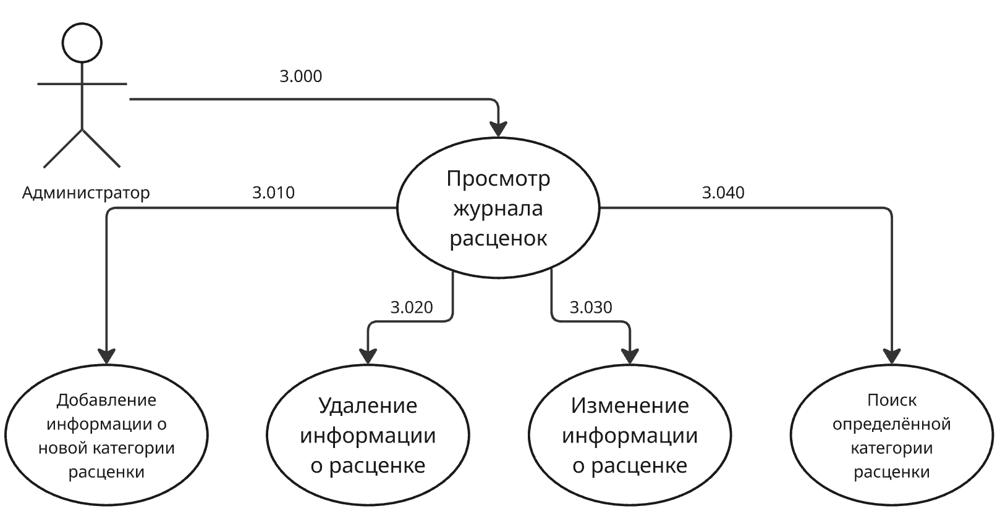 3.000
Просмотр
журнала
расценок
Администратор
3.010
3.040
3.020
3.030
Добавление
информации о
новой категории
расценки
Удаление
информации
о расценке
Изменение
информации
о расценке
Поиск
определённой
категории
расценки